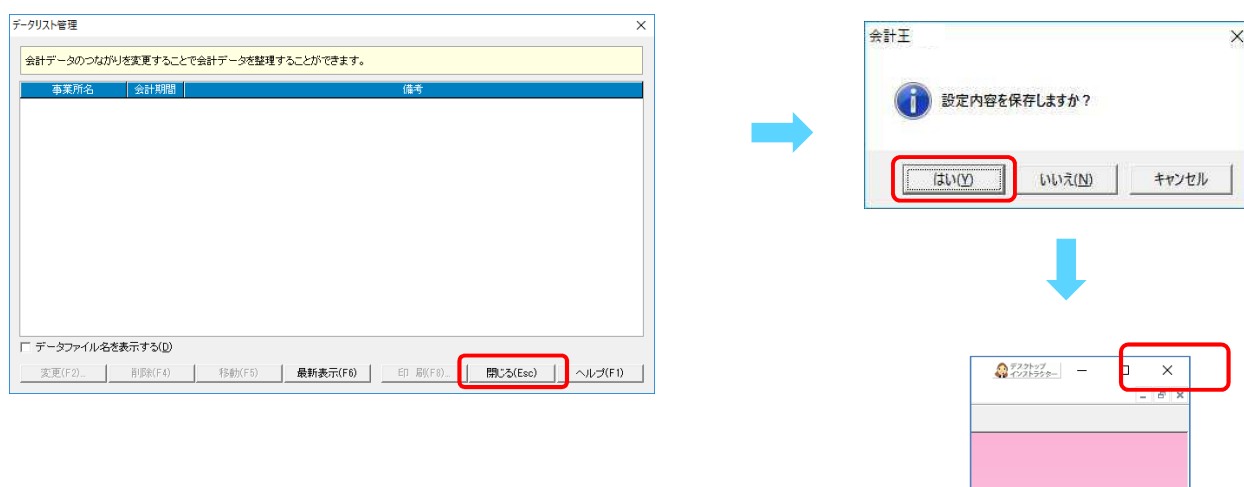 データリスト管理
会計データのつながりを変更することで会計データを整理することができます。
事業所名 会計期間 備考
データファイル名を表示する(D)
変更(F2)... 削除(F4) 移動(F5) 最新表示(F6) 印 刷(F8)... 閉じる(Esc) ヘルプ(F1)
会計王
設定内容を保存しますか？
はい(Y) いいえ(N) キャンセル
デスクトップ
インストラクター